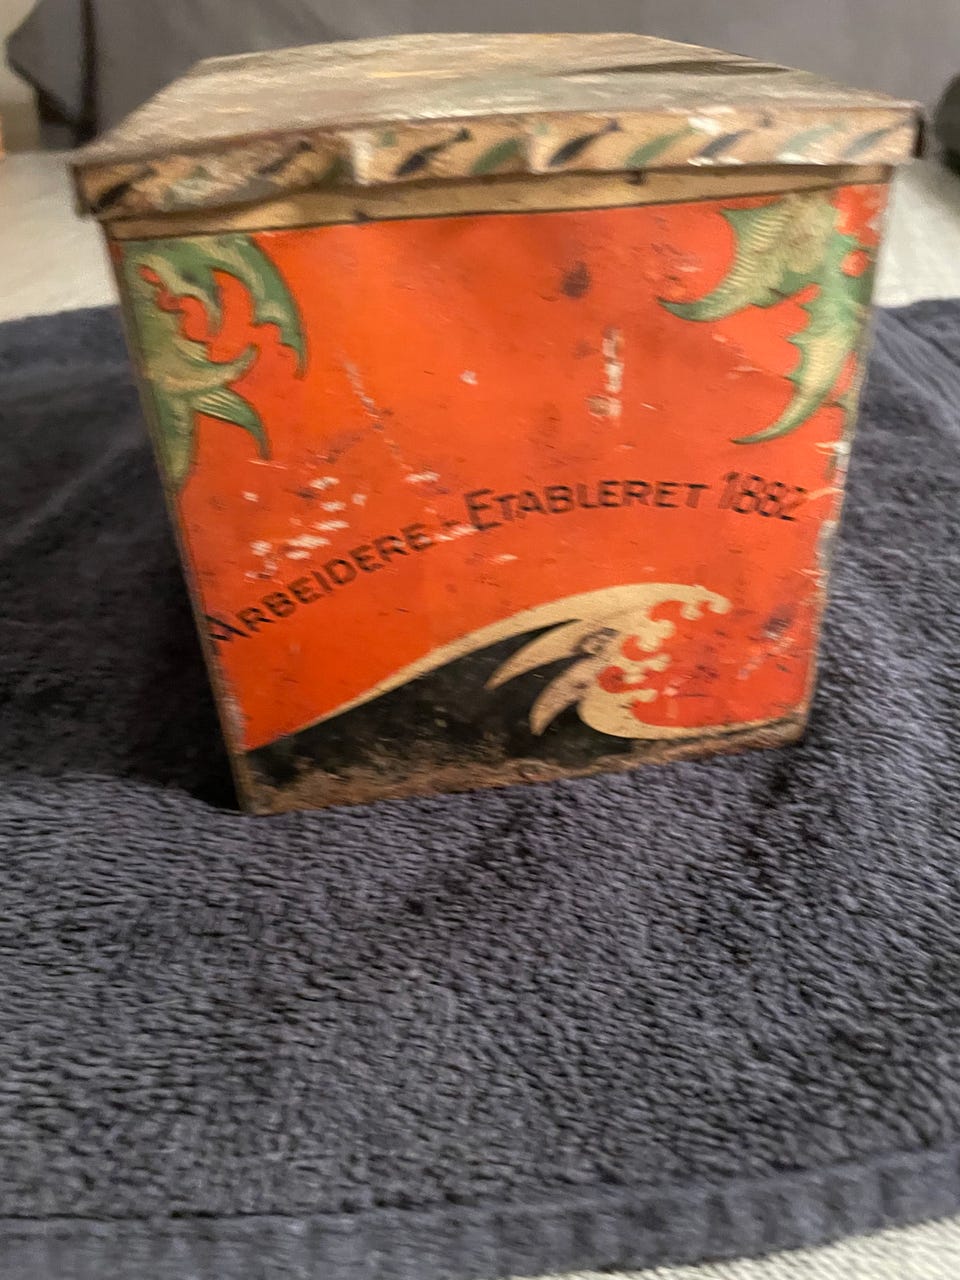 ARBEIDERE - ETABLERET 1882